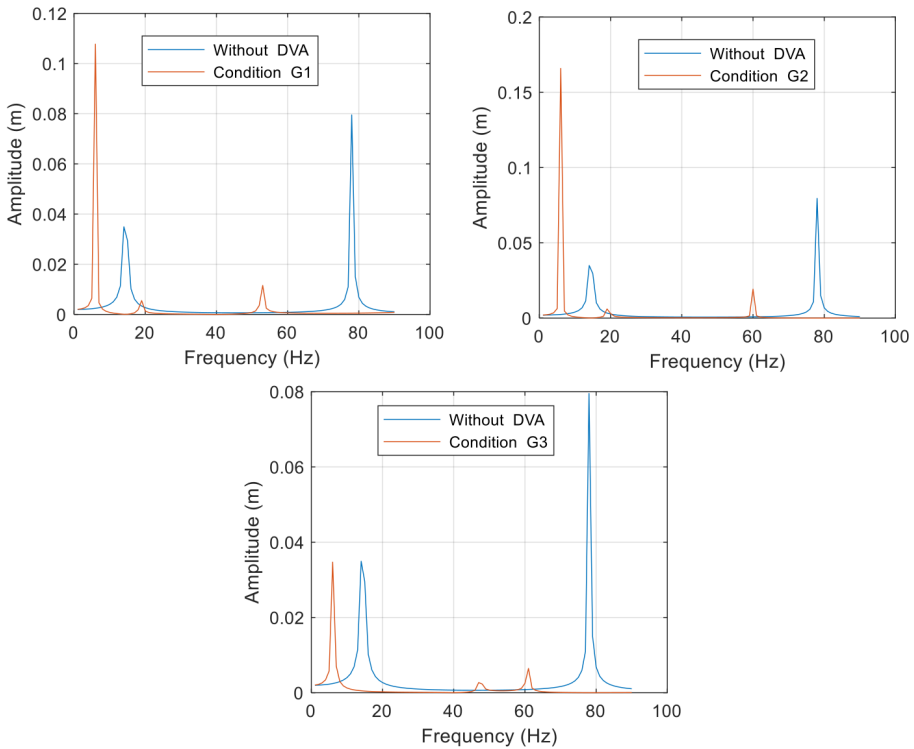 0.12
0.1
0.08
0.06
0.04
0.02
0
Amplitude (m)
Without DVA
Condition G1
0 20 40 60 80 100
Frequency (Hz)
0.2
0.15
0.1
0.05
0
Amplitude (m)
Without DVA
Condition G2
0 20 40 60 80 100
Frequency (Hz)
0.08
0.06
0.04
0.02
0
Amplitude (m)
Without DVA
Condition G3
0 20 40 60 80 100
Frequency (Hz)